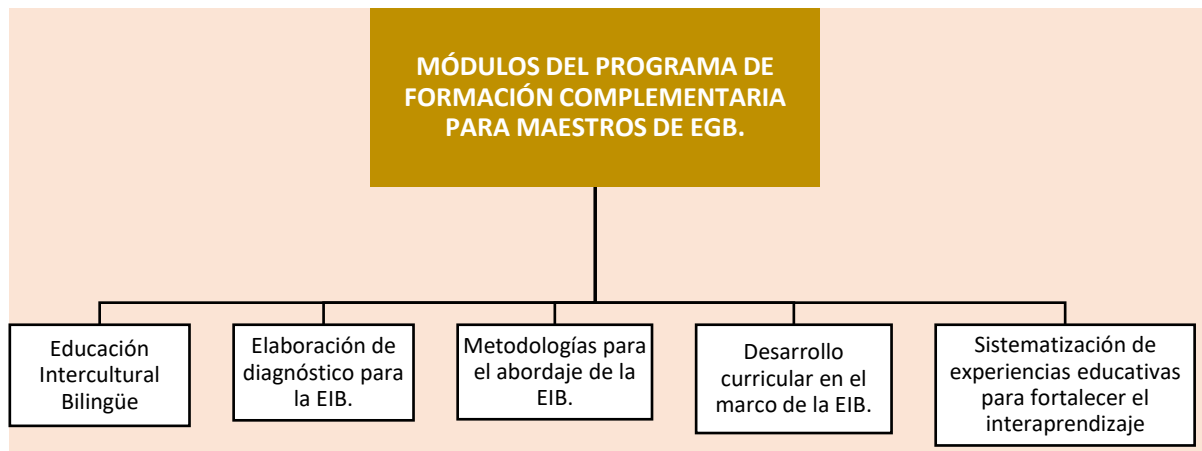 MÓDULOS DEL PROGRAMA DE
FORMACIÓN COMPLEMENTARIA
PARA MAESTROS DE EGB.
Educación
Intercultural
Bilingüe
Elaboración de
diagnóstico para
la EIB.
Metodologías para
el abordaje de la
EIB.
Desarrollo
curricular en el
marco de la EIB.
Sistematización de
experiencias educativas
para fortalecer el
interaprendizaje